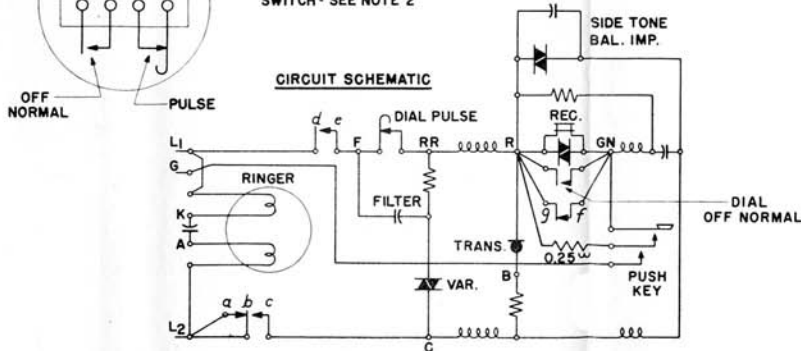 SWITCH - SEE NOTE 2
SIDE TONE
BAL. IMP.
OFF
NORMAL
PULSE
CIRCUIT SCHEMATIC
d e
DIAL PULSE
REC.
L1
F
RR
R
GN
G
RINGER
K
FILTER
g f
DIAL
OFF NORMAL
A
TRANS.
0.25 ω
B
PUSH
KEY
VAR.
a b c
L2
C